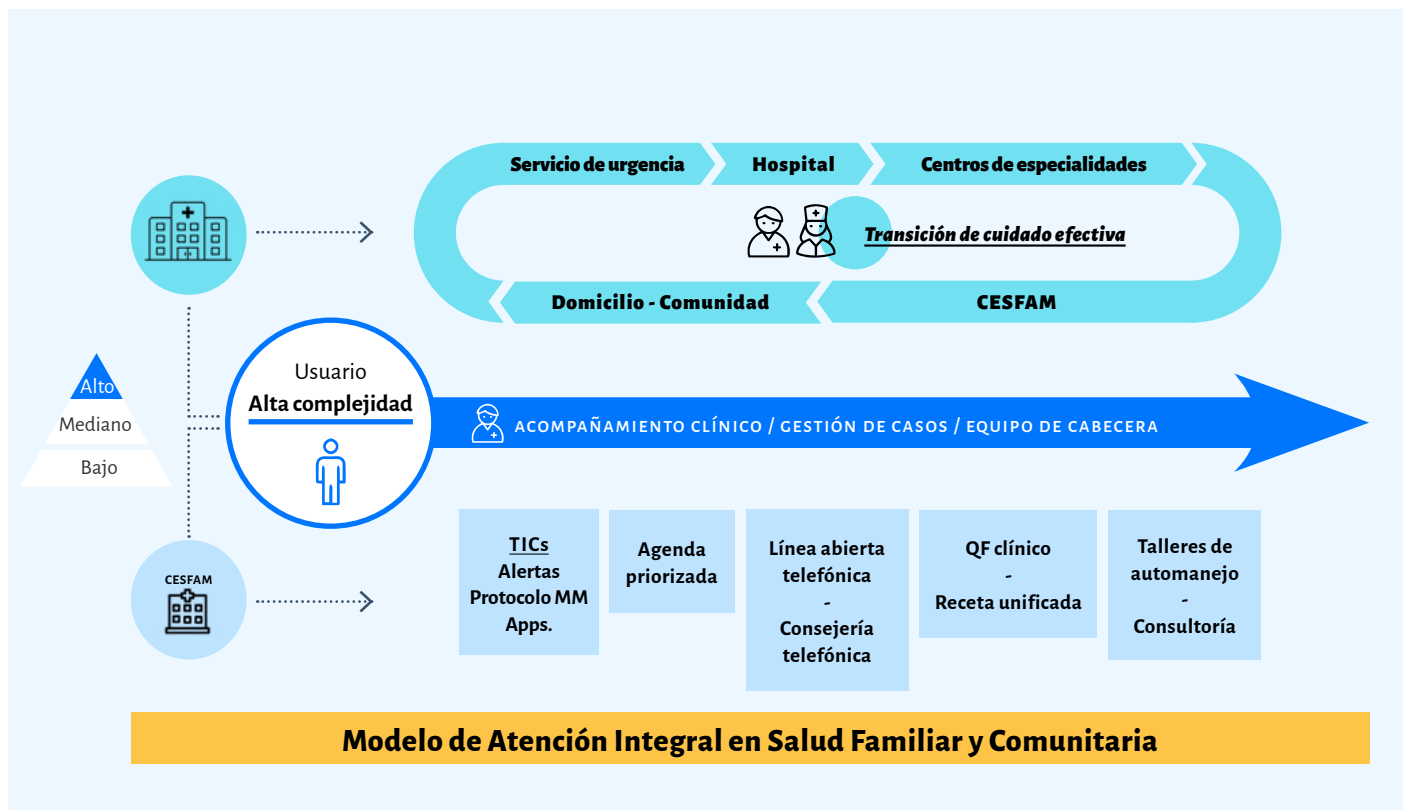 Servicio de urgencia
Hospital
Centros de especialidades
Transición de cuidado efectiva
Domicilio - Comunidad
CESFAM
Alto
Mediano
Bajo
Usuario
Alta complejidad
ACOMPAÑAMIENTO CLÍNICO / GESTIÓN DE CASOS / EQUIPO DE CABECERA
CESFAM
TICs
Alertas
Protocolo MM
Apps.
Agenda
priorizada
Línea abierta
telefónica
-
Consejería
telefónica
QF clínico
-
Receta unificada
Talleres de
automanejo
-
Consultoría
Modelo de Atención Integral en Salud Familiar y Comunitaria